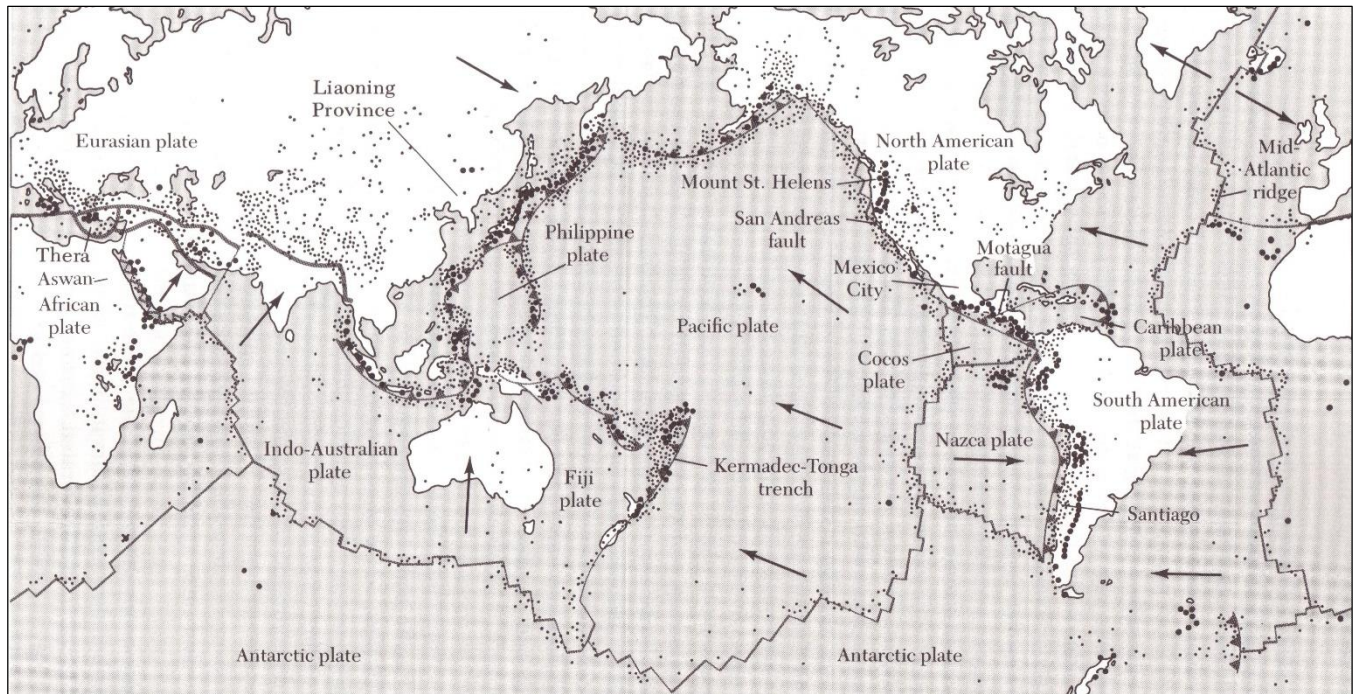 Liaoning
Province
Eurasian plate
North American
plate
Mid-
Atlantic
ridge
Mount St. Helens
San Andreas
fault
Philippine
plate
Motagua
fault
Thera
Aswan
African
plate
Mexico
City
Pacific plate
Caribbean
plate
Cocos
plate
South American
plate
Indo-Australian
plate
Nazca plate
Fiji
plate
Kermadec-Tonga
trench
Santiago
Antarctic plate
Antarctic plate